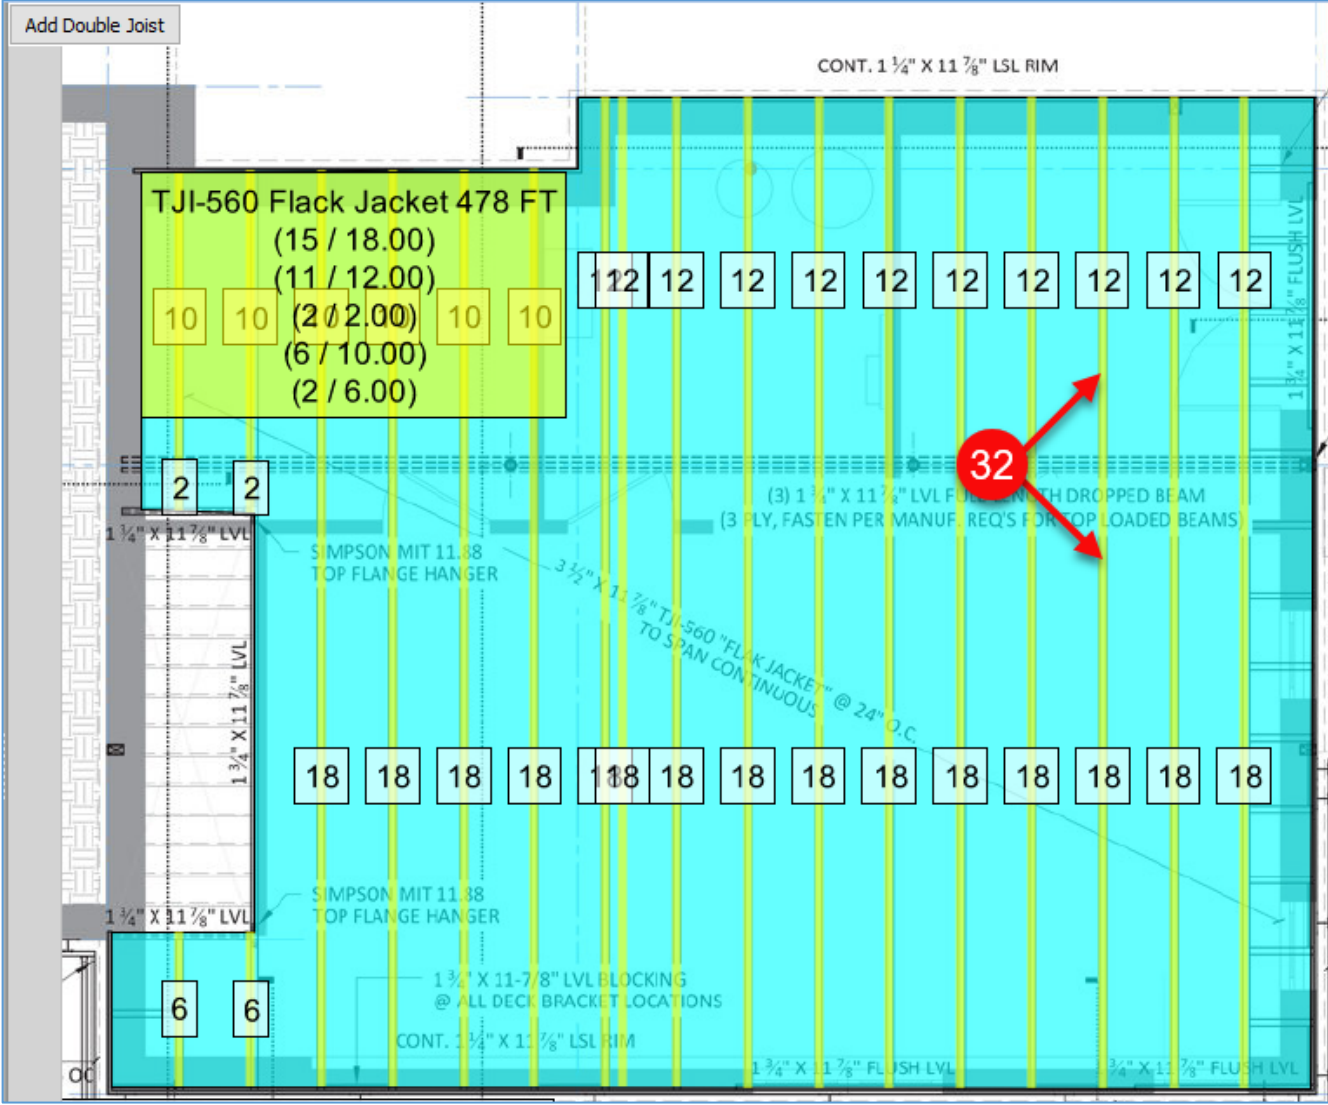 Add Double Joist
CONT. 1 ¼" X 11 ⅞" LSL RIM
TJI-560 Flack Jacket 478 FT
(15 / 18.00)
(11 / 12.00)
(2 / 2.00)
(6 / 10.00)
(2 / 6.00)
10 10 10 10 10
12 12 12 12 12 12 12 12 12 12
1 ¾" X 11 ⅞" FLUSH LVL
32
2 2
(3) 1 ¾" X 11 ⅞" LVL FULL LENGTH DROPPED BEAM
(3 PLY, FASTEN PER MANUF. REQ'S FOR TOP LOADED BEAMS)
1 ¾" X 11 ⅞" LVL
SIMPSON MIT 11.88
TOP FLANGE HANGER
3 ½" X 11 ⅞" TJI-560 "FLAK JACKET" @ 24" O.C.
TO SPAN CONTINUOUS
1 ¾" X 11 ⅞" LVL
18 18 18 18 18 18 18 18 18 18 18 18 18 18
SIMPSON MIT 11.88
TOP FLANGE HANGER
1 ¾" X 11 ⅞" LVL
6 6
1 ¾" X 11-7/8" LVL BLOCKING
@ ALL DECK BRACKET LOCATIONS
CONT. 1 ¼" X 11 ⅞" LSL RIM
1 ¾" X 11 ⅞" FLUSH LVL
¾" X 11 ⅞" FLUSH LVL